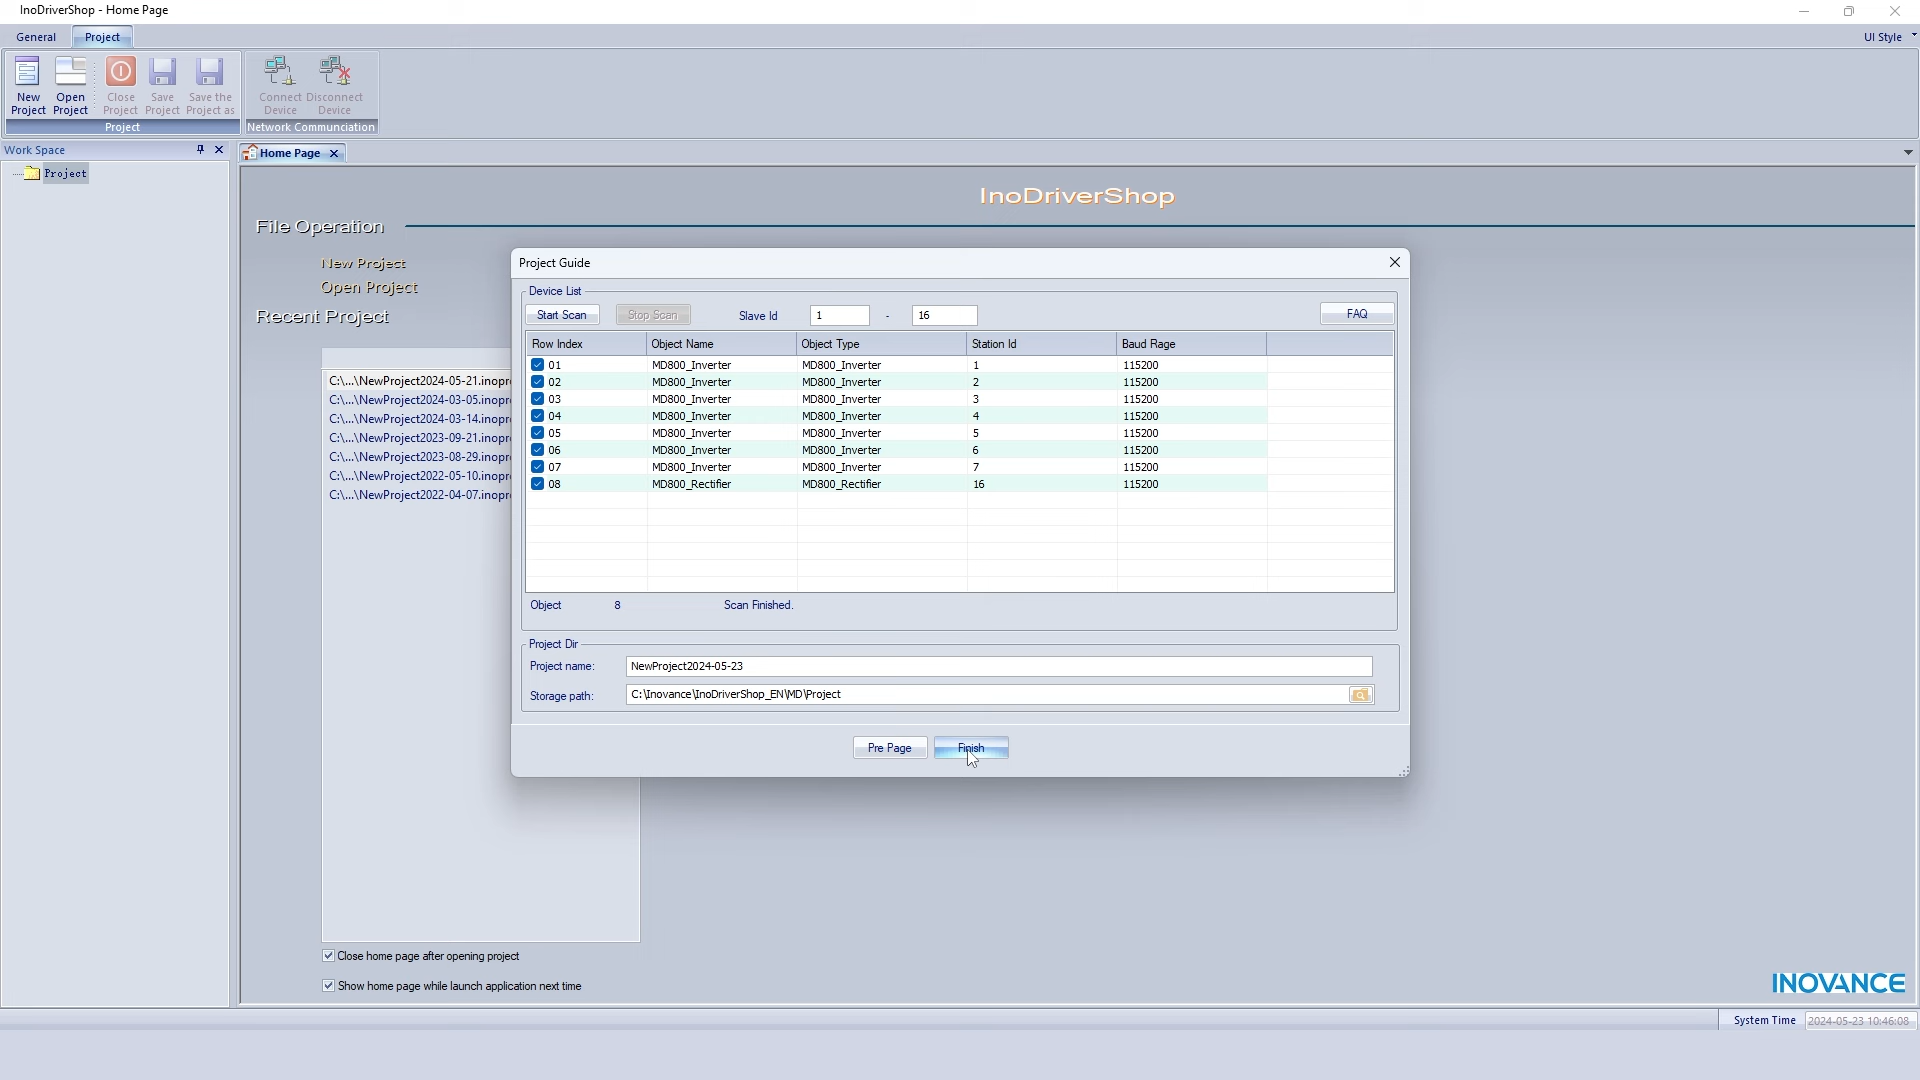 InoDriverShop - Home Page
General Project UI Style
New Project Open Project Close Project Save Project Save the Project as Connect Device Disconnect Device
Project Network Communciation
Work Space
Home Page
Project
InoDriverShop
File Operation
New Project
Open Project
Recent Project
C:\...\NewProject2024-05-21.inopr
C:\...\NewProject2024-03-05.inopr
C:\...\NewProject2024-03-14.inopr
C:\...\NewProject2023-09-21.inopr
C:\...\NewProject2023-08-29.inopr
C:\...\NewProject2022-05-10.inopr
C:\...\NewProject2022-04-07.inopr
Close home page after opening project
Show home page while launch application next time
Project Guide
Device List
Start Scan Stop Scan Slave Id 1 - 16 FAQ
Row Index Object Name Object Type Station Id Baud Rage
01 MD800_Inverter MD800_Inverter 1 115200
02 MD800_Inverter MD800_Inverter 2 115200
03 MD800_Inverter MD800_Inverter 3 115200
04 MD800_Inverter MD800_Inverter 4 115200
05 MD800_Inverter MD800_Inverter 5 115200
06 MD800_Inverter MD800_Inverter 6 115200
07 MD800_Inverter MD800_Inverter 7 115200
08 MD800_Rectifier MD800_Rectifier 16 115200
Object 8 Scan Finished.
Project Dir
Project name: NewProject2024-05-23
Storage path: C:\Inovance\InoDriverShop_EN\MD\Project
Pre Page Finish
INOVANCE
System Time 2024-05-23 10:46:08